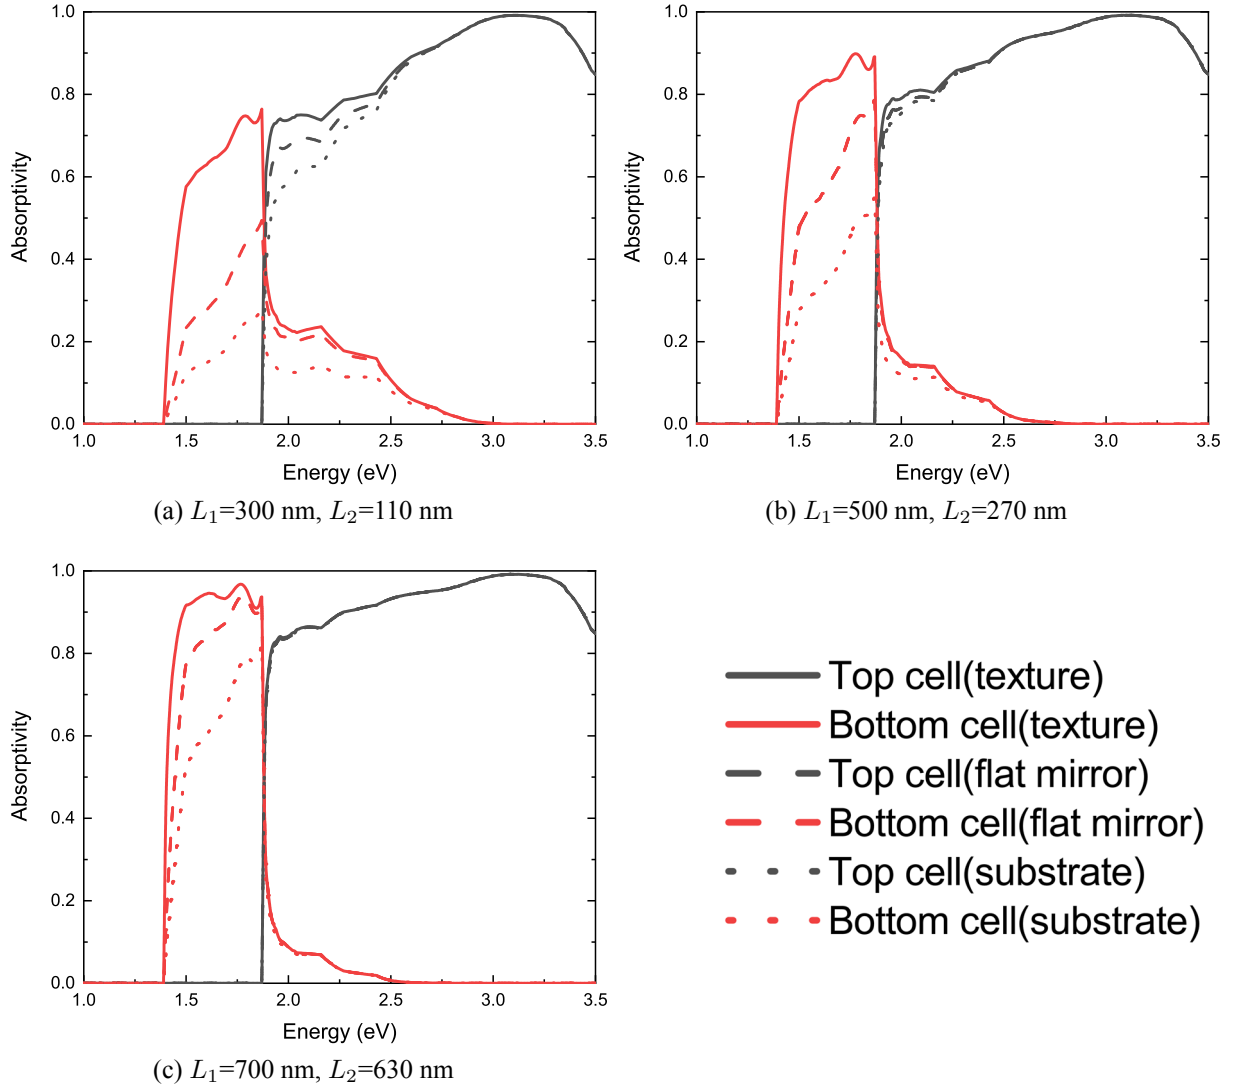 1.0
0.8
0.6
0.4
0.2
0.0
Absorptivity
1.0 1.5 2.0 2.5 3.0 3.5
Energy (eV)
(a) L1=300 nm, L2=110 nm
1.0
0.8
0.6
0.4
0.2
0.0
Absorptivity
1.0 1.5 2.0 2.5 3.0 3.5
Energy (eV)
(b) L1=500 nm, L2=270 nm
1.0
0.8
0.6
0.4
0.2
0.0
Absorptivity
1.0 1.5 2.0 2.5 3.0 3.5
Energy (eV)
(c) L1=700 nm, L2=630 nm
Top cell(texture)
Bottom cell(texture)
Top cell(flat mirror)
Bottom cell(flat mirror)
Top cell(substrate)
Bottom cell(substrate)